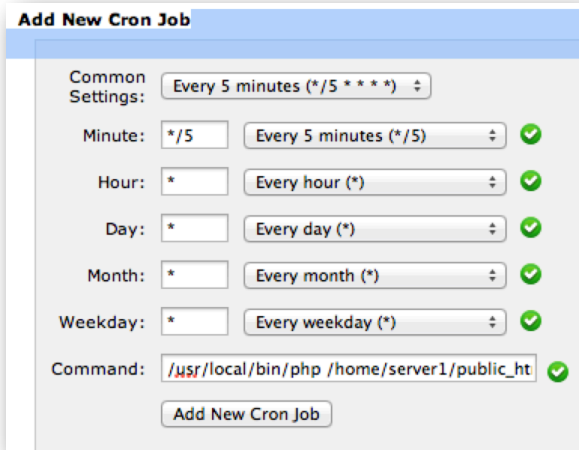 Add New Cron Job
Common Settings: Every 5 minutes (*/5 * * * *)
Minute: */5 Every 5 minutes (*/5)
Hour: * Every hour (*)
Day: * Every day (*)
Month: * Every month (*)
Weekday: * Every weekday (*)
Command: /usr/local/bin/php /home/server1/public_ht
Add New Cron Job